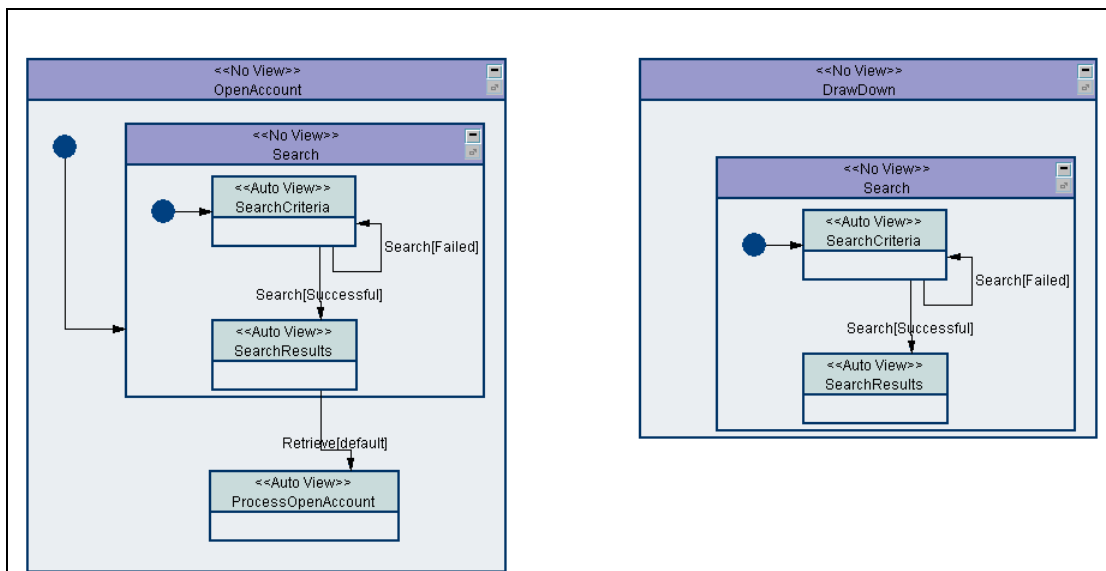 <<No View>>
OpenAccount
<<No View>>
Search
<<Auto View>>
SearchCriteria
Search[Failed]
Search[Successful]
<<Auto View>>
SearchResults
Retrieve[default]
<<Auto View>>
ProcessOpenAccount
<<No View>>
DrawDown
<<No View>>
Search
<<Auto View>>
SearchCriteria
Search[Failed]
Search[Successful]
<<Auto View>>
SearchResults